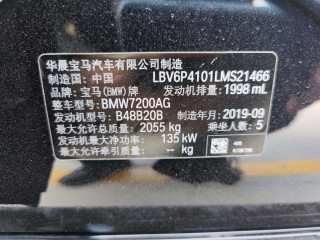 华晨宝马汽车有限公司制造
制造国：中国 LBV6P4101LMS21466
品牌：宝马(BMW)牌 发动机排量：1998 mL
整车型号：BMW7200AG
发动机型号：B48B20B 2019-09
最大允许总质量：2055 kg 乘坐人数：5
发动机最大净功率：135 kW
最大允许牵引质量：-- kg